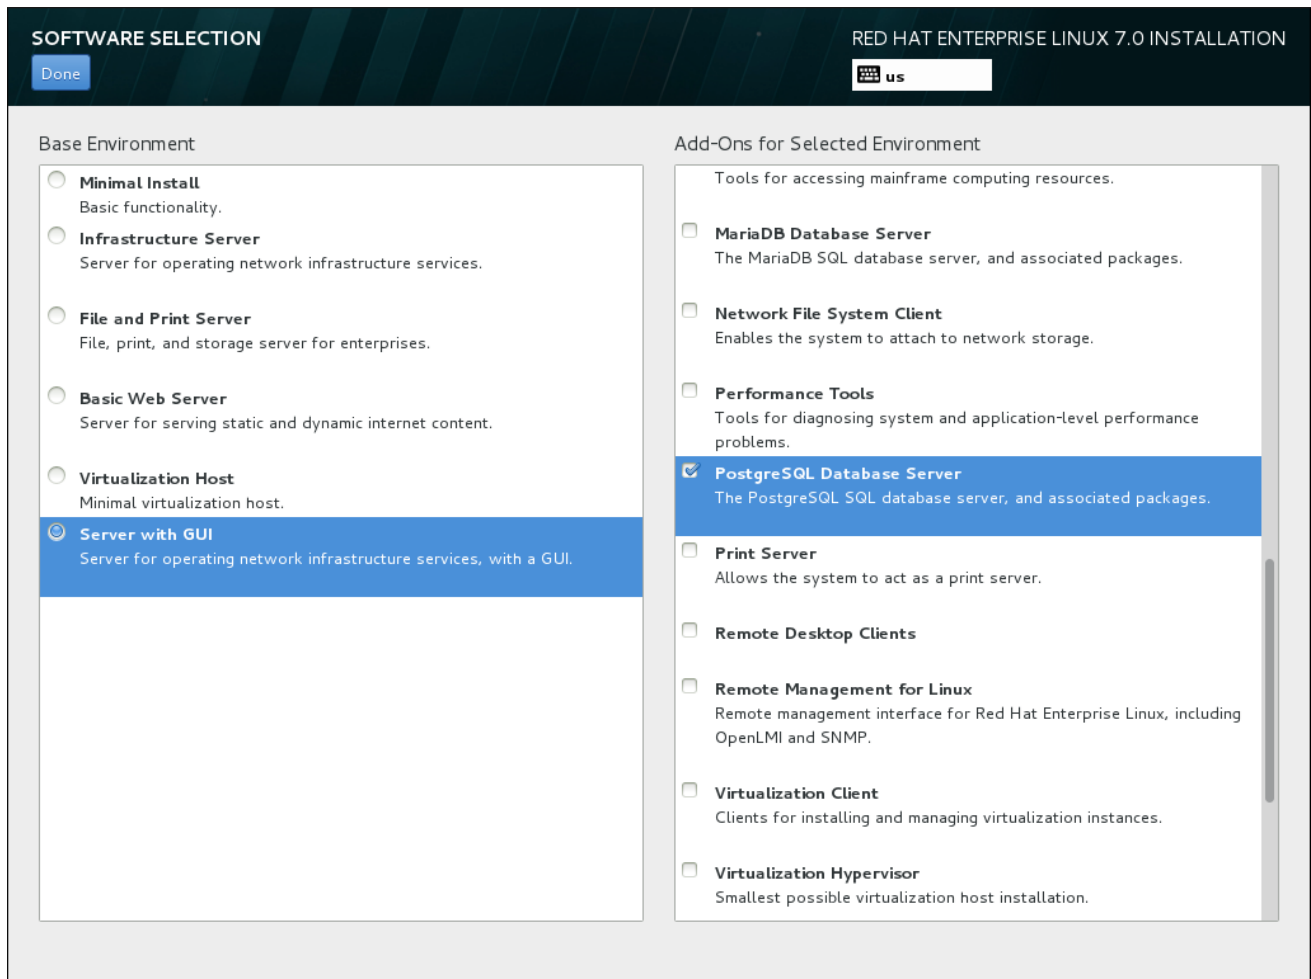 SOFTWARE SELECTION
Done
RED HAT ENTERPRISE LINUX 7.0 INSTALLATION
us
Base Environment
Minimal Install
Basic functionality.
Infrastructure Server
Server for operating network infrastructure services.
File and Print Server
File, print, and storage server for enterprises.
Basic Web Server
Server for serving static and dynamic internet content.
Virtualization Host
Minimal virtualization host.
Server with GUI
Server for operating network infrastructure services, with a GUI.
Add-Ons for Selected Environment
Tools for accessing mainframe computing resources.
MariaDB Database Server
The MariaDB SQL database server, and associated packages.
Network File System Client
Enables the system to attach to network storage.
Performance Tools
Tools for diagnosing system and application-level performance
problems.
PostgreSQL Database Server
The PostgreSQL SQL database server, and associated packages.
Print Server
Allows the system to act as a print server.
Remote Desktop Clients
Remote Management for Linux
Remote management interface for Red Hat Enterprise Linux, including
OpenLMI and SNMP.
Virtualization Client
Clients for installing and managing virtualization instances.
Virtualization Hypervisor
Smallest possible virtualization host installation.